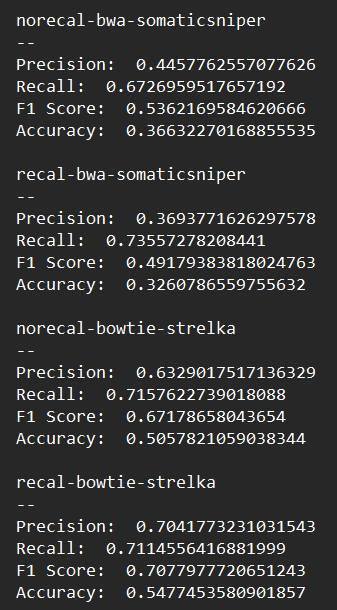 norecal-bwa-somaticsniper
--
Precision:  0.4457762557077626
Recall:  0.6726959517657192
F1 Score:  0.5362169584620666
Accuracy:  0.36632270168855535
recal-bwa-somaticsniper
--
Precision:  0.3693771626297578
Recall:  0.73557278208441
F1 Score:  0.49179383818024763
Accuracy:  0.3260786559755632
norecal-bowtie-strelka
--
Precision:  0.6329017517136329
Recall:  0.7157622739018088
F1 Score:  0.67178658043654
Accuracy:  0.5057821059038344
recal-bowtie-strelka
--
Precision:  0.7041773231031543
Recall:  0.7114556416881999
F1 Score:  0.7077977720651243
Accuracy:  0.5477453580901857